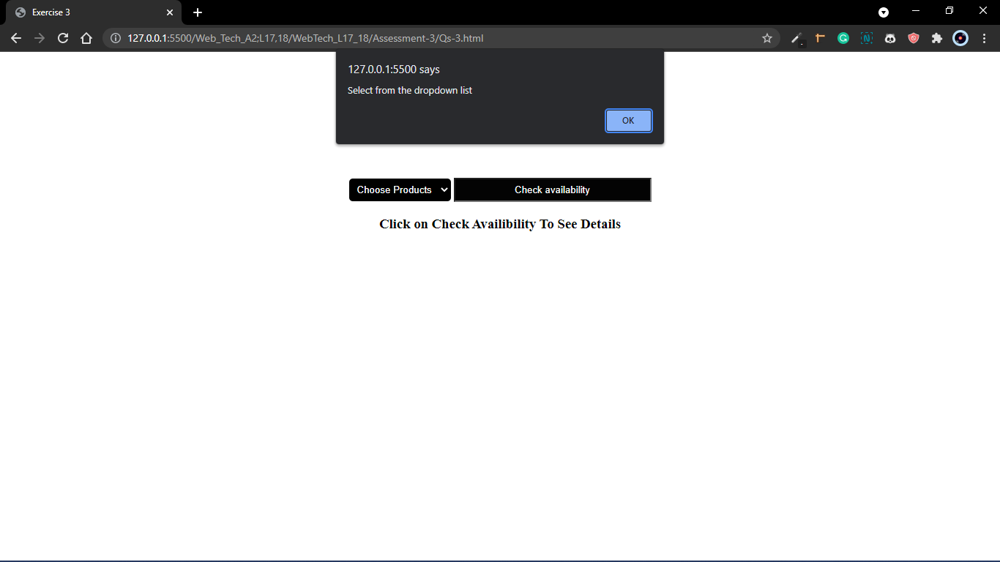 Exercise 3
127.0.0.1:5500/Web_Tech_A2;L17,18/WebTech_L17_18/Assessment-3/Qs-3.html
127.0.0.1:5500 says
Select from the dropdown list
OK
Choose Products Check availability
Click on Check Availibility To See Details